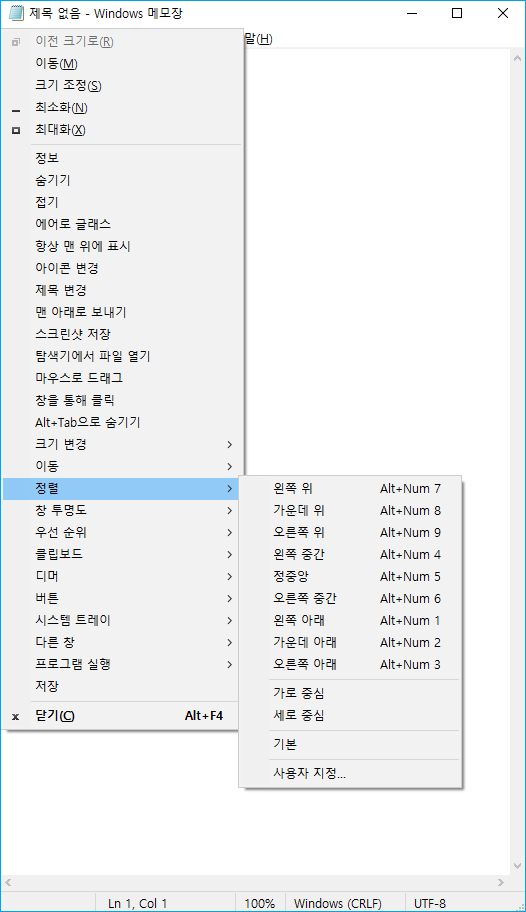 제목 없음 - Windows 메모장
말(H)
이전 크기로(R)
이동(M)
크기 조정(S)
최소화(N)
최대화(X)
정보
숨기기
접기
에어로 글래스
항상 맨 위에 표시
아이콘 변경
제목 변경
맨 아래로 보내기
스크린샷 저장
탐색기에서 파일 열기
마우스로 드래그
창을 통해 클릭
Alt+Tab으로 숨기기
크기 변경
이동
정렬
창 투명도
우선 순위
클립보드
디머
버튼
시스템 트레이
다른 창
프로그램 실행
저장
닫기(C) Alt+F4
왼쪽 위 Alt+Num 7
가운데 위 Alt+Num 8
오른쪽 위 Alt+Num 9
왼쪽 중간 Alt+Num 4
정중앙 Alt+Num 5
오른쪽 중간 Alt+Num 6
왼쪽 아래 Alt+Num 1
가운데 아래 Alt+Num 2
오른쪽 아래 Alt+Num 3
가로 중심
세로 중심
기본
사용자 지정...
Ln 1, Col 1 100% Windows (CRLF) UTF-8